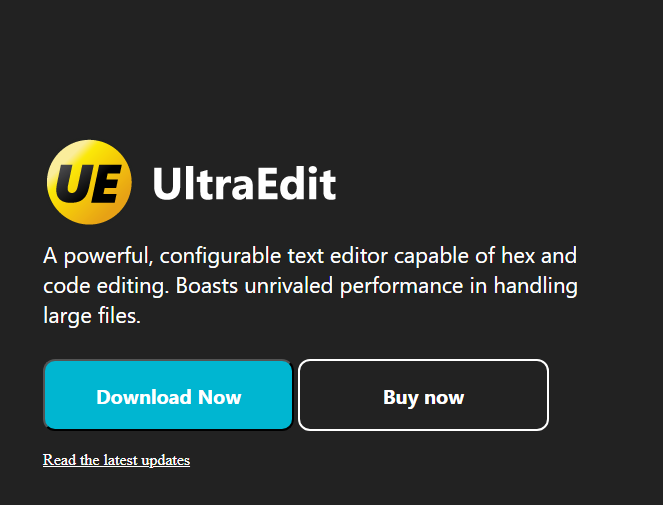 UE UltraEdit
A powerful, configurable text editor capable of hex and
code editing. Boasts unrivaled performance in handling
large files.
Download Now Buy now
Read the latest updates